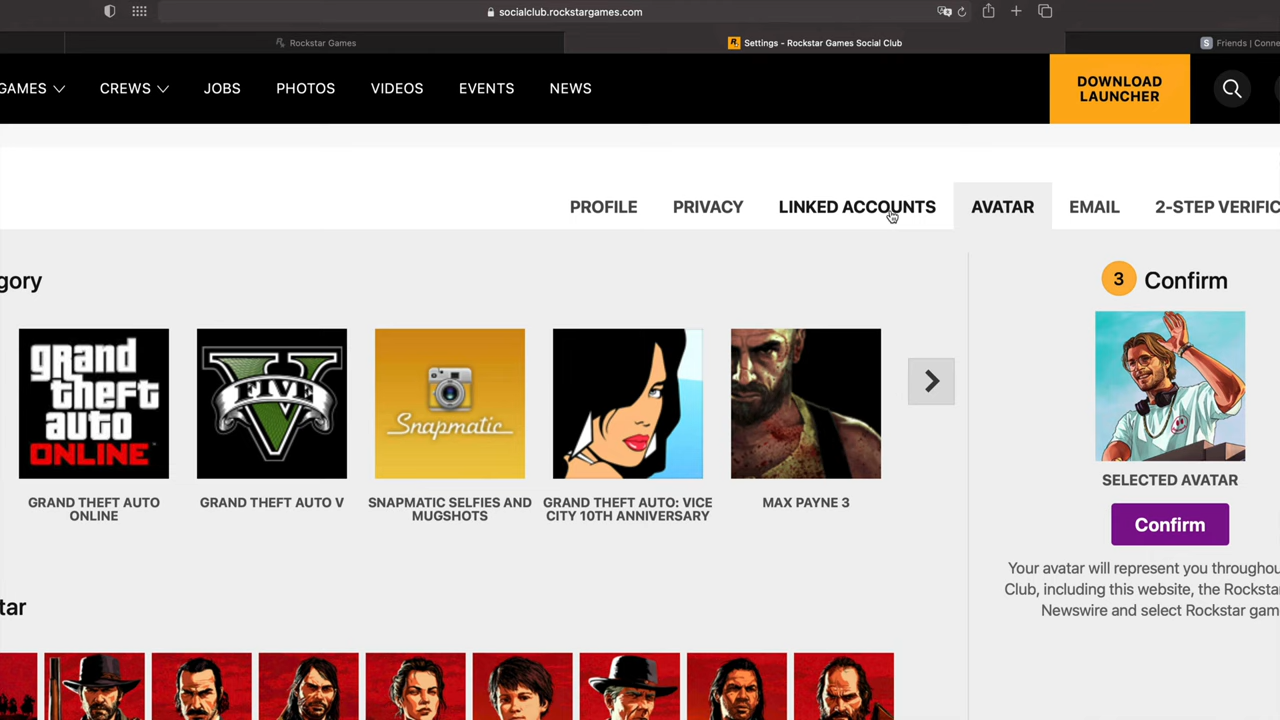 socialclub.rockstargames.com
Rockstar Games
Settings - Rockstar Games Social Club
S
Friends | Conne
GAMES
CREWS
JOBS
PHOTOS
VIDEOS
EVENTS
NEWS
DOWNLOAD
LAUNCHER
PROFILE
PRIVACY
LINKED ACCOUNTS
AVATAR
EMAIL
2-STEP VERIFIC
gory
3
Confirm
grand
theft
auto
ONLINE
V
FIVE
Snapmatic
SELECTED AVATAR
GRAND THEFT AUTO
ONLINE
GRAND THEFT AUTO V
SNAPMATIC SELFIES AND
MUGSHOTS
GRAND THEFT AUTO: VICE
CITY 10TH ANNIVERSARY
MAX PAYNE 3
Confirm
Your avatar will represent you throughou
Club, including this website, the Rocksta
Newswire and select Rockstar gam
tar